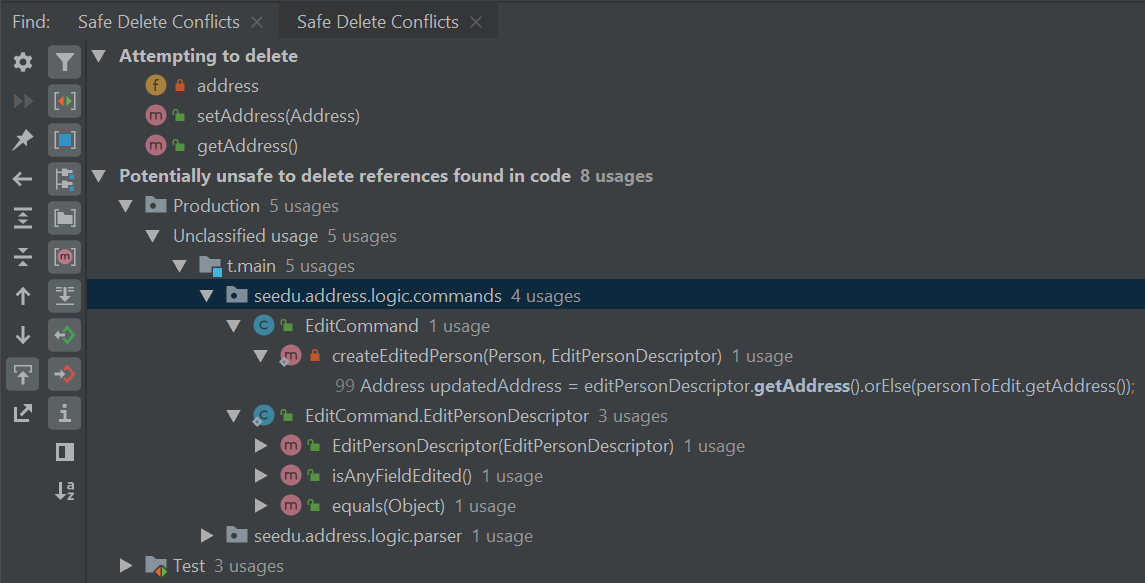 Find: Safe Delete Conflicts Safe Delete Conflicts
Attempting to delete
f address
m setAddress(Address)
m getAddress()
Potentially unsafe to delete references found in code 8 usages
Production 5 usages
Unclassified usage 5 usages
t.main 5 usages
seedu.address.logic.commands 4 usages
C EditCommand 1 usage
m createEditedPerson(Person, EditPersonDescriptor) 1 usage
99 Address updatedAddress = editPersonDescriptor.getAddress().orElse(personToEdit.getAddress());
C EditCommand.EditPersonDescriptor 3 usages
m EditPersonDescriptor(EditPersonDescriptor) 1 usage
m isAnyFieldEdited() 1 usage
m equals(Object) 1 usage
seedu.address.logic.parser 1 usage
Test 3 usages